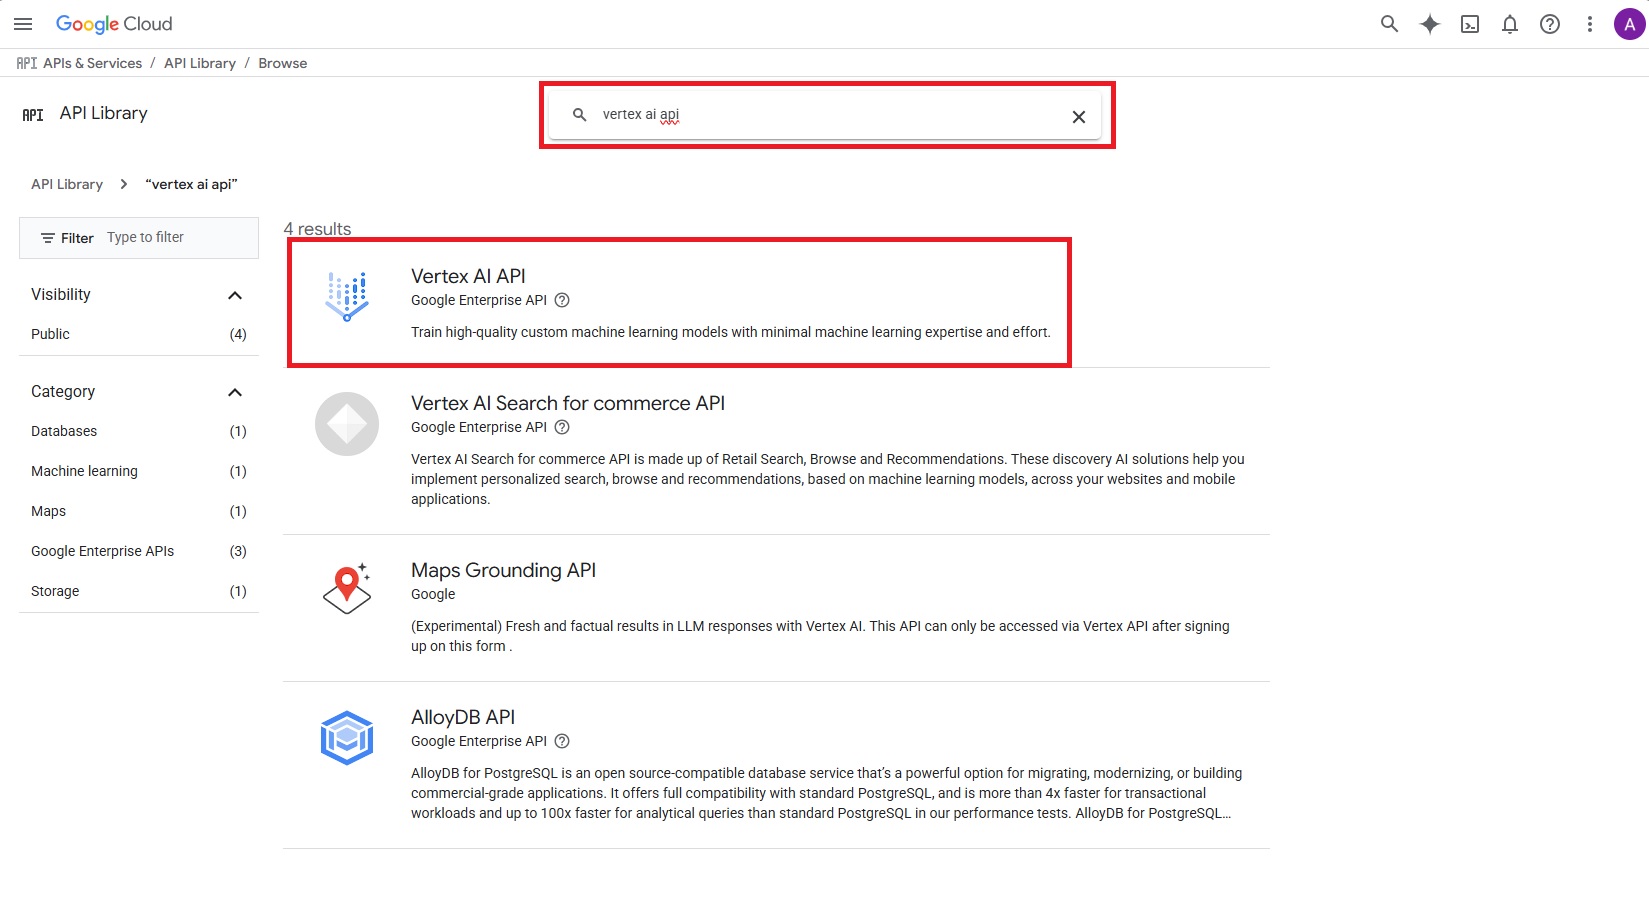 Google Cloud
A
API APIs & Services / API Library / Browse
API API Library
vertex ai api
API Library > “vertex ai api”
Filter Type to filter
Visibility
Public (4)
Category
Databases (1)
Machine learning (1)
Maps (1)
Google Enterprise APIs (3)
Storage (1)
4 results
Vertex AI API
Google Enterprise API
Train high-quality custom machine learning models with minimal machine learning expertise and effort.
Vertex AI Search for commerce API
Google Enterprise API
Vertex AI Search for commerce API is made up of Retail Search, Browse and Recommendations. These discovery AI solutions help you
implement personalized search, browse and recommendations, based on machine learning models, across your websites and mobile
applications.
Maps Grounding API
Google
(Experimental) Fresh and factual results in LLM responses with Vertex AI. This API can only be accessed via Vertex API after signing
up on this form .
AlloyDB API
Google Enterprise API
AlloyDB for PostgreSQL is an open source-compatible database service that’s a powerful option for migrating, modernizing, or building
commercial-grade applications. It offers full compatibility with standard PostgreSQL, and is more than 4x faster for transactional
workloads and up to 100x faster for analytical queries than standard PostgreSQL in our performance tests. AlloyDB for PostgreSQL…